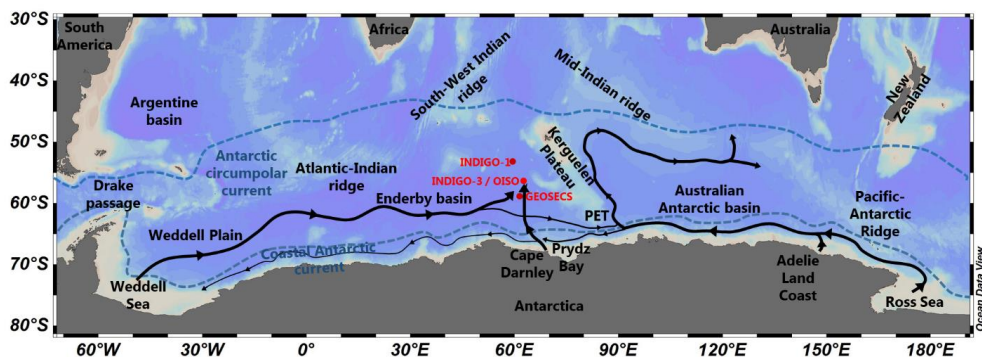 30°S
40°S
50°S
60°S
70°S
80°S
South
America
Africa
Australia
New
Zealand
South-West Indian
ridge
Mid-Indian ridge
Argentine
basin
Antarctic
circumpolar current
Atlantic-Indian
ridge
INDIGO-1
INDIGO-3 / OISO
GEOSECS
Kerguelen
Plateau
Drake
passage
Enderby basin
Australian
Antarctic basin
Pacific-
Antarctic
Ridge
PET
Weddell Plain
Coastal Antarctic
current
Cape
Darnley
Prydz
Bay
Weddell
Sea
Adelie
Land
Coast
Ross Sea
Antarctica
Ocean Data View
60°W
30°W
0°
30°E
60°E
90°E
120°E
150°E
180°E